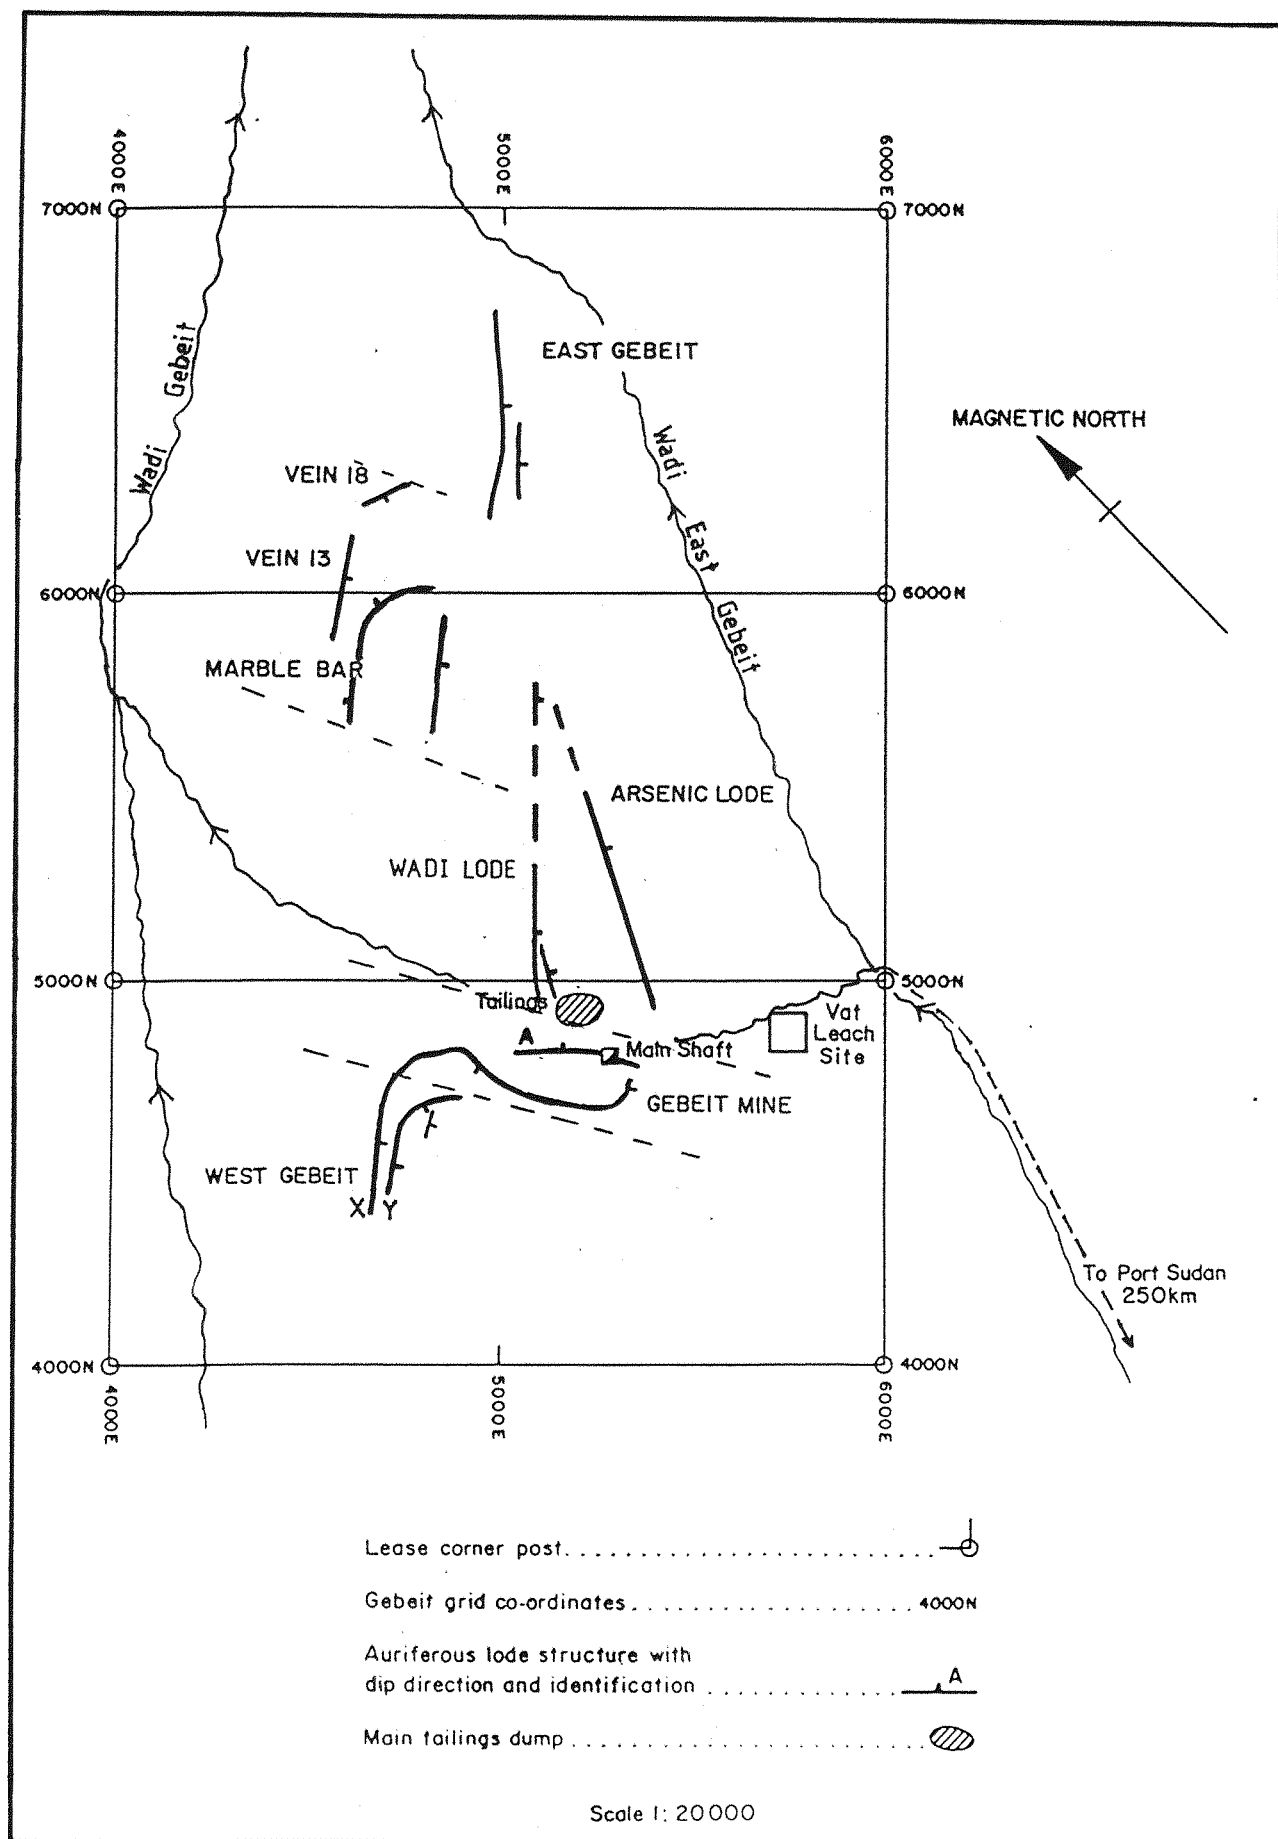 4000E
5000E
6000E
7000N
7000N
Wadi Gebeit
EAST GEBEIT
MAGNETIC NORTH
Wadi East Gebeit
VEIN 18
VEIN 13
6000N
6000N
MARBLE BAR
ARSENIC LODE
WADI LODE
5000N
5000N
Tailings
Vat
Leach
Site
A
Main Shaft
GEBEIT MINE
WEST GEBEIT
X Y
To Port Sudan
250km
4000N
4000N
4000E
5000E
6000E
Lease corner post
Gebeit grid co-ordinates 4000N
Auriferous lode structure with
dip direction and identification A
Main tailings dump
Scale 1: 20000